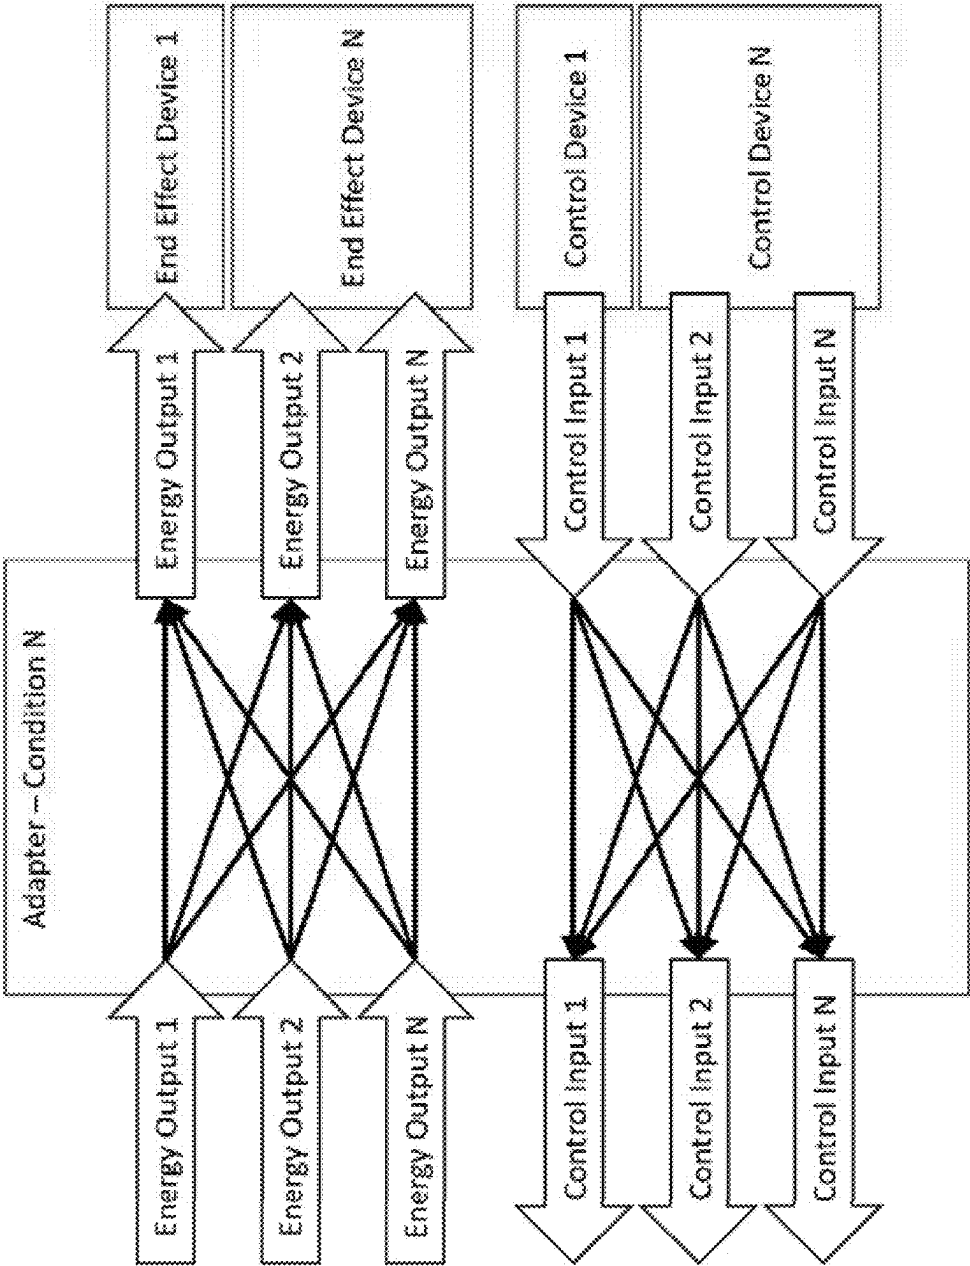 Adapter – Condition N
Energy Output 1
Energy Output 1
End Effect Device 1
Energy Output 2
Energy Output 2
End Effect Device N
Energy Output N
Energy Output N
Control Input 1
Control Input 1
Control Device 1
Control Input 2
Control Input 2
Control Device N
Control Input N
Control Input N